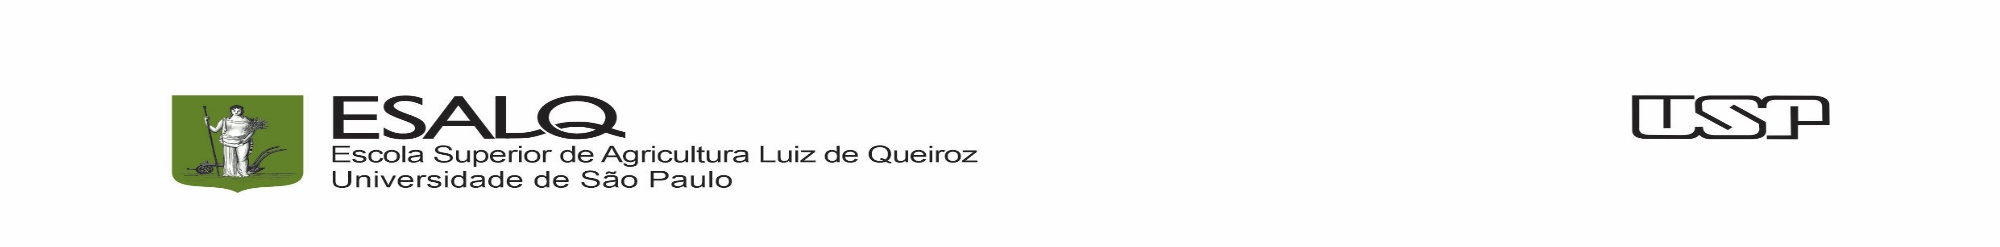 ESALQ
Escola Superior de Agricultura Luiz de Queiroz
Universidade de São Paulo
USP